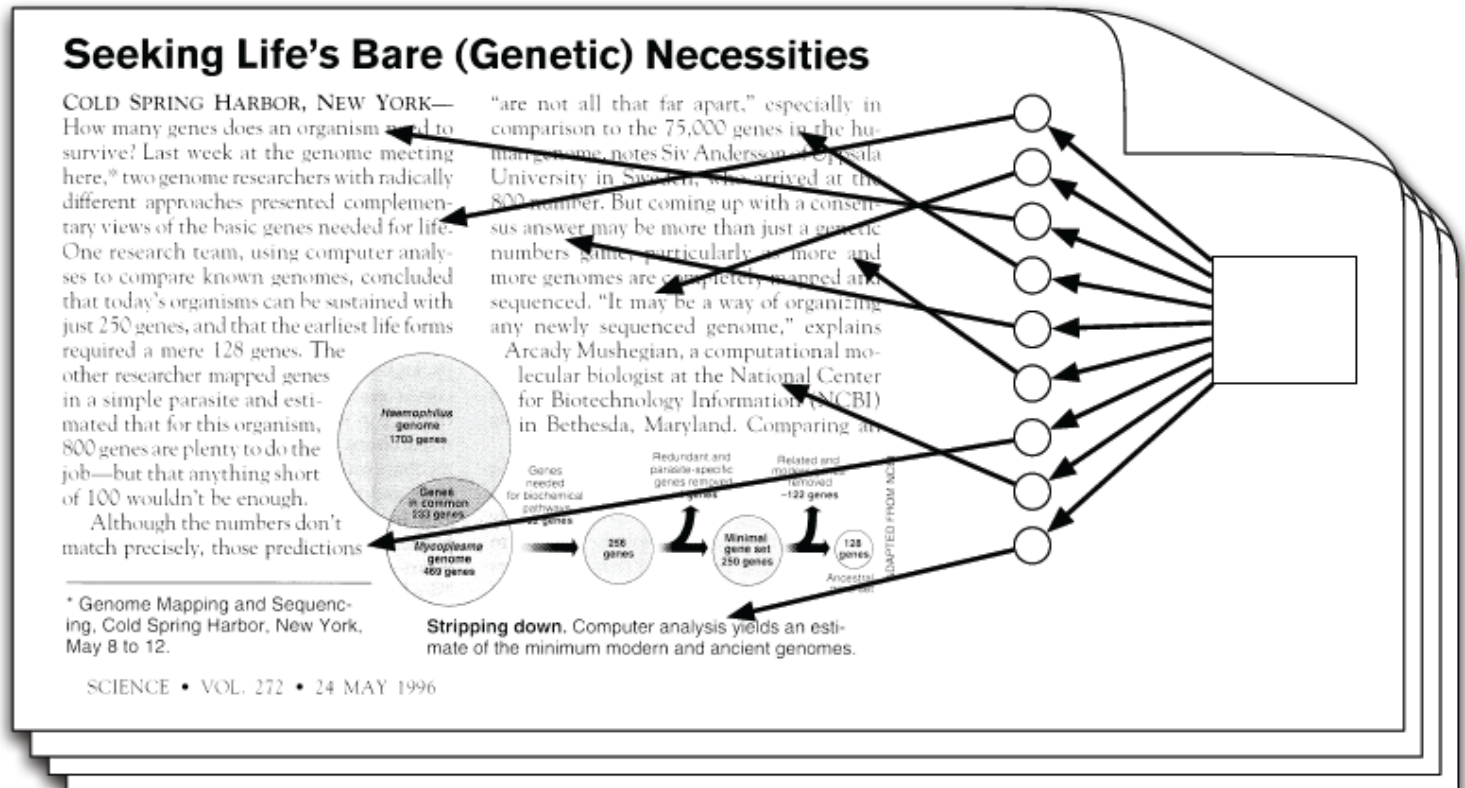 Seeking Life's Bare (Genetic) Necessities
COLD SPRING HARBOR, NEW YORK—
How many genes does an organism need to
survive? Last week at the genome meeting
here,* two genome researchers with radically
different approaches presented complemen-
tary views of the basic genes needed for life.
One research team, using computer analy-
ses to compare known genomes, concluded
that today's organisms can be sustained with
just 250 genes, and that the earliest life forms
required a mere 128 genes. The
other researcher mapped genes
in a simple parasite and esti-
mated that for this organism,
800 genes are plenty to do the
job—but that anything short
of 100 wouldn't be enough.
Although the numbers don't
match precisely, those predictions
* Genome Mapping and Sequenc-
ing, Cold Spring Harbor, New York,
May 8 to 12.
SCIENCE • VOL. 272 • 24 MAY 1996
"are not all that far apart," especially in
comparison to the 75,000 genes in the hu-
man genome, notes Siv Andersson of Uppsala
University in Sweden, who arrived at the
800 number. But coming up with a consen-
sus answer may be more than just a genetic
numbers game, particularly as more and
more genomes are completely mapped and
sequenced. "It may be a way of organizing
any newly sequenced genome," explains
Arcady Mushegian, a computational mo-
lecular biologist at the National Center
for Biotechnology Information (NCBI)
in Bethesda, Maryland. Comparing an
Haemophilus
genome
1703 genes
Genes
in common
233 genes
Mycoplasma
genome
469 genes
Genes
needed
for biochemical
pathways
genes
256
genes
Redundant and
parasite-specific
genes removed
genes
Minimal
gene set
250 genes
Related and
modern genes
removed
–122 genes
128
genes
Ancestral
gene set
ADAPTED FROM NCBI
Stripping down. Computer analysis yields an esti-
mate of the minimum modern and ancient genomes.